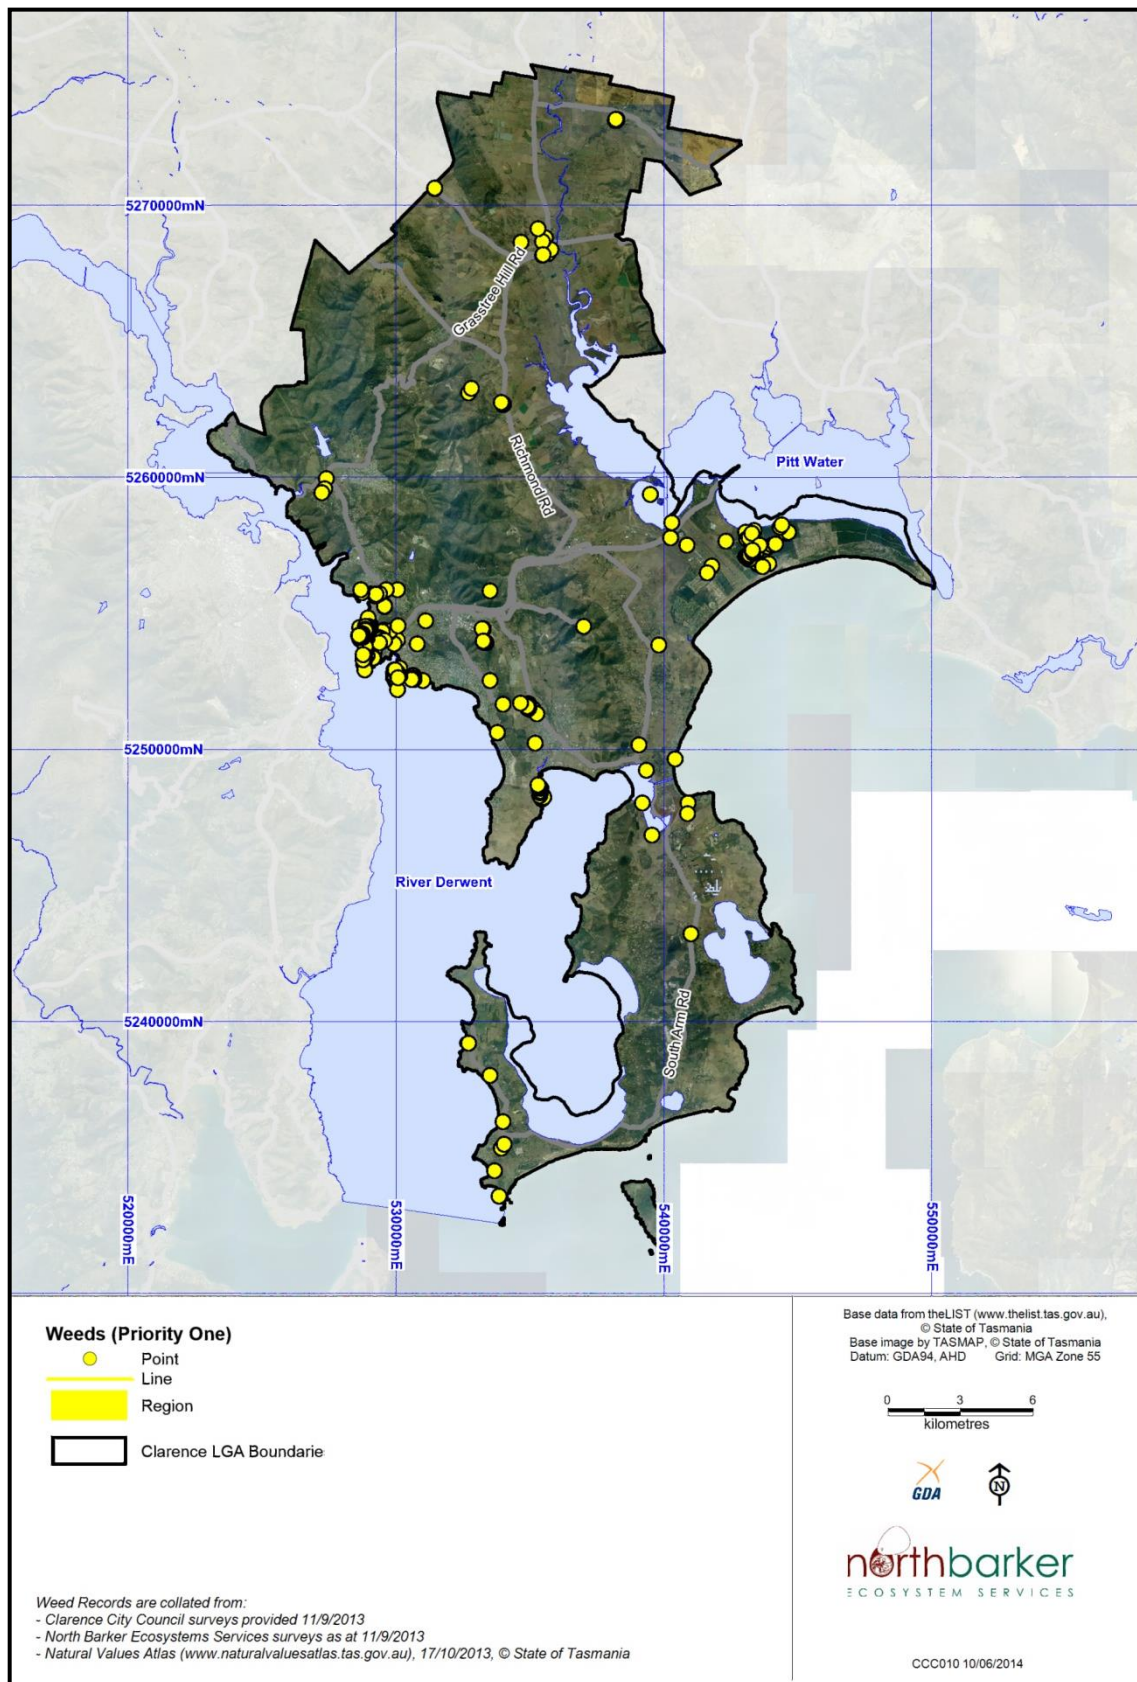 5270000mN
Grasstree Hill Rd
Richmond Rd
Pitt Water
5260000mN
5250000mN
River Derwent
5240000mN
South Arm Rd
520000mE
530000mE
540000mE
550000mE
Weeds (Priority One)
Point
Line
Region
Clarence LGA Boundarie
Weed Records are collated from:
- Clarence City Council surveys provided 11/9/2013
- North Barker Ecosystems Services surveys as at 11/9/2013
- Natural Values Atlas (www.naturalvaluesatlas.tas.gov.au), 17/10/2013, © State of Tasmania
Base data from theLIST (www.thelist.tas.gov.au),
© State of Tasmania
Base image by TASMAP, © State of Tasmania
Datum: GDA94, AHD Grid: MGA Zone 55
0 3 6
kilometres
GDA
N
northbarker
ECOSYSTEM SERVICES
CCC010 10/06/2014